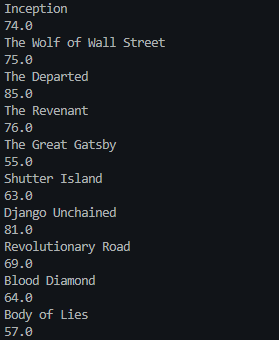 Inception
74.0
The Wolf of Wall Street
75.0
The Departed
85.0
The Revenant
76.0
The Great Gatsby
55.0
Shutter Island
63.0
Django Unchained
81.0
Revolutionary Road
69.0
Blood Diamond
64.0
Body of Lies
57.0